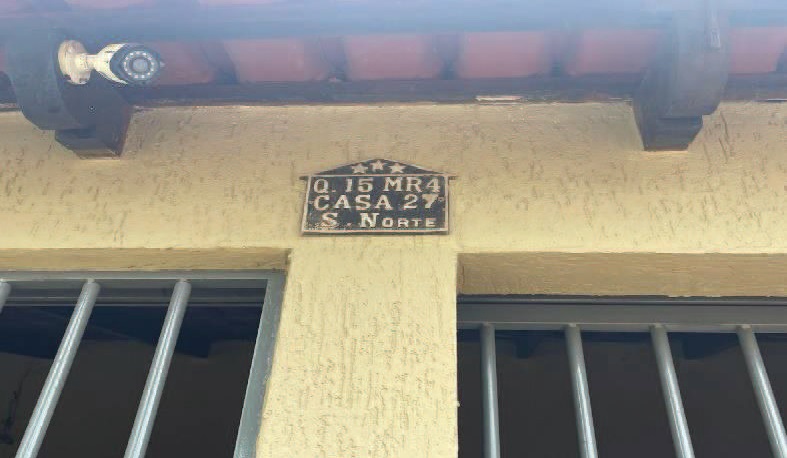 Q. 15 MR4
CASA 27
S. NORTE